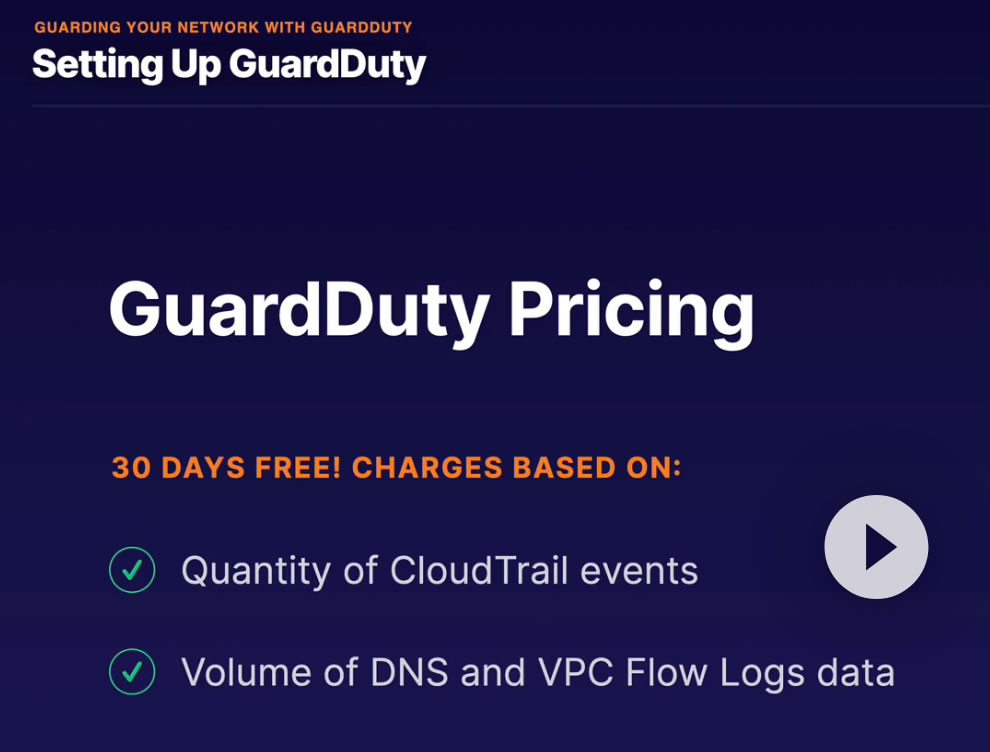 GUARDING YOUR NETWORK WITH GUARDDUTY
Setting Up GuardDuty
GuardDuty Pricing
30 DAYS FREE! CHARGES BASED ON:
Quantity of CloudTrail events
Volume of DNS and VPC Flow Logs data